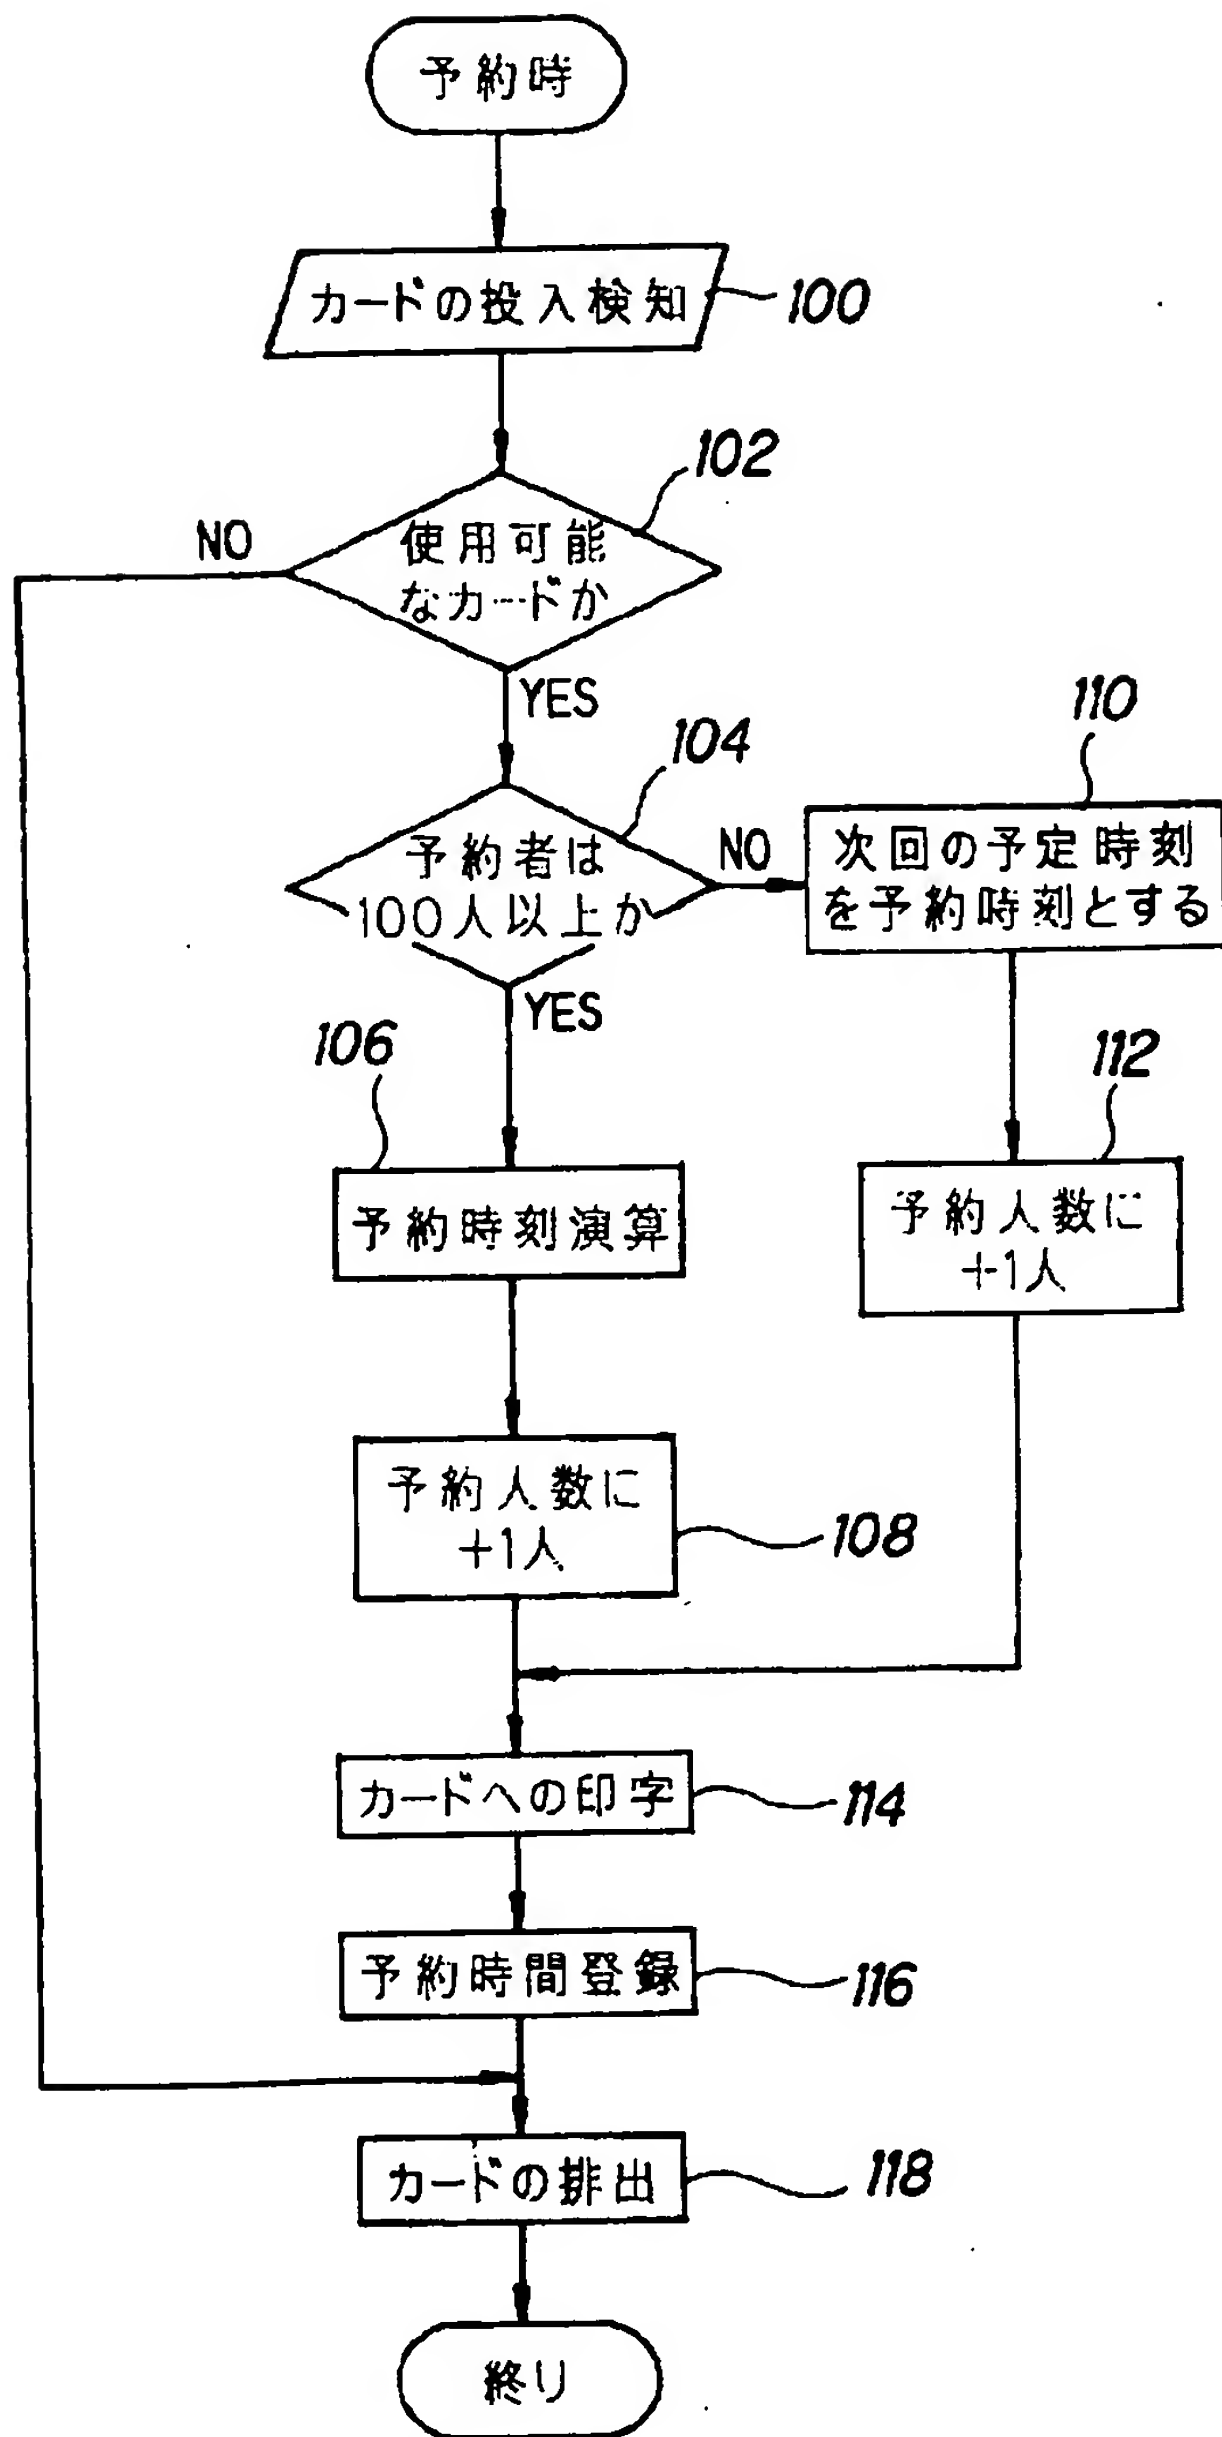 予約時
カードの投入検知
100
102
NO
使用可能
なカードか
YES
110
104
予約者は
100人以上か
NO
次回の予定時刻
を予約時刻とする
YES
106
112
予約時刻演算
予約人数に
+1人
予約人数に
+1人
108
カードへの印字
114
予約時間登録
116
カードの排出
118
終り